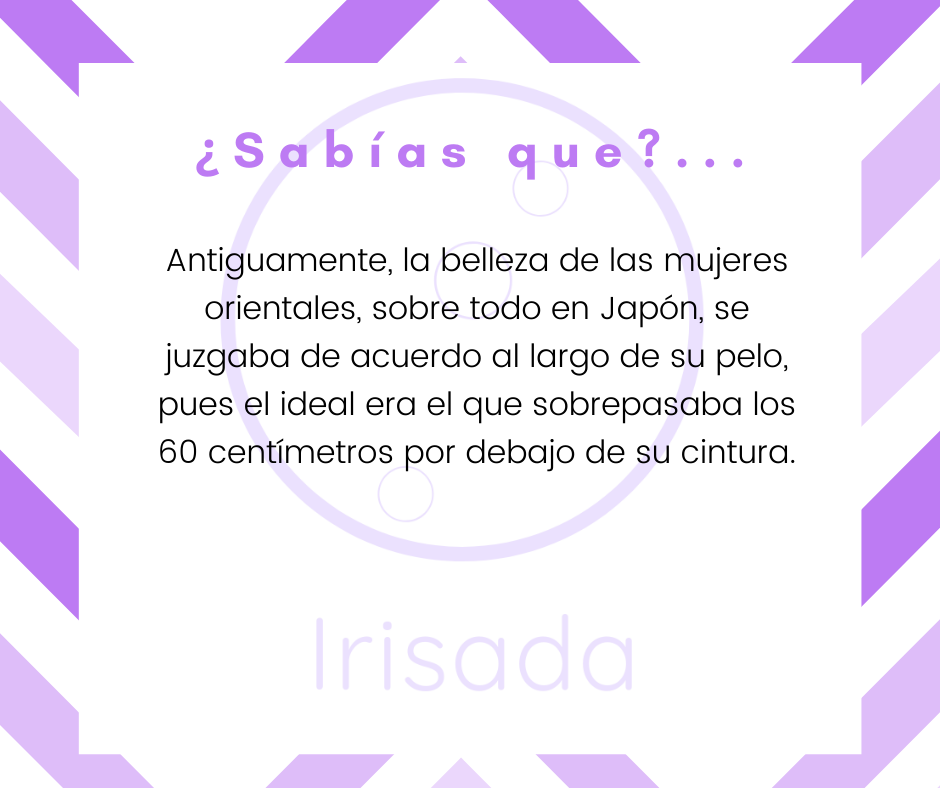 ¿Sabías que?...
Antiguamente, la belleza de las mujeres
orientales, sobre todo en Japón, se
juzgaba de acuerdo al largo de su pelo,
pues el ideal era el que sobrepasaba los
60 centímetros por debajo de su cintura.
Irisada